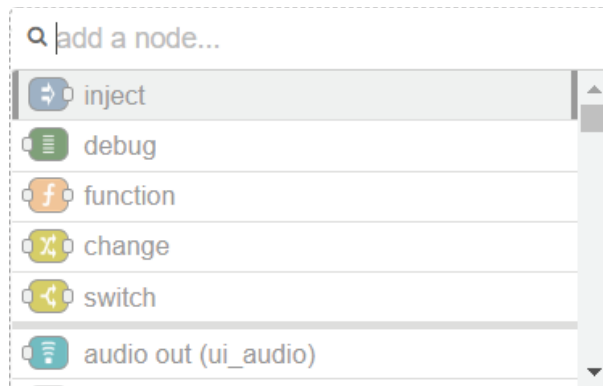 add a node...
inject
debug
function
change
switch
audio out (ui_audio)